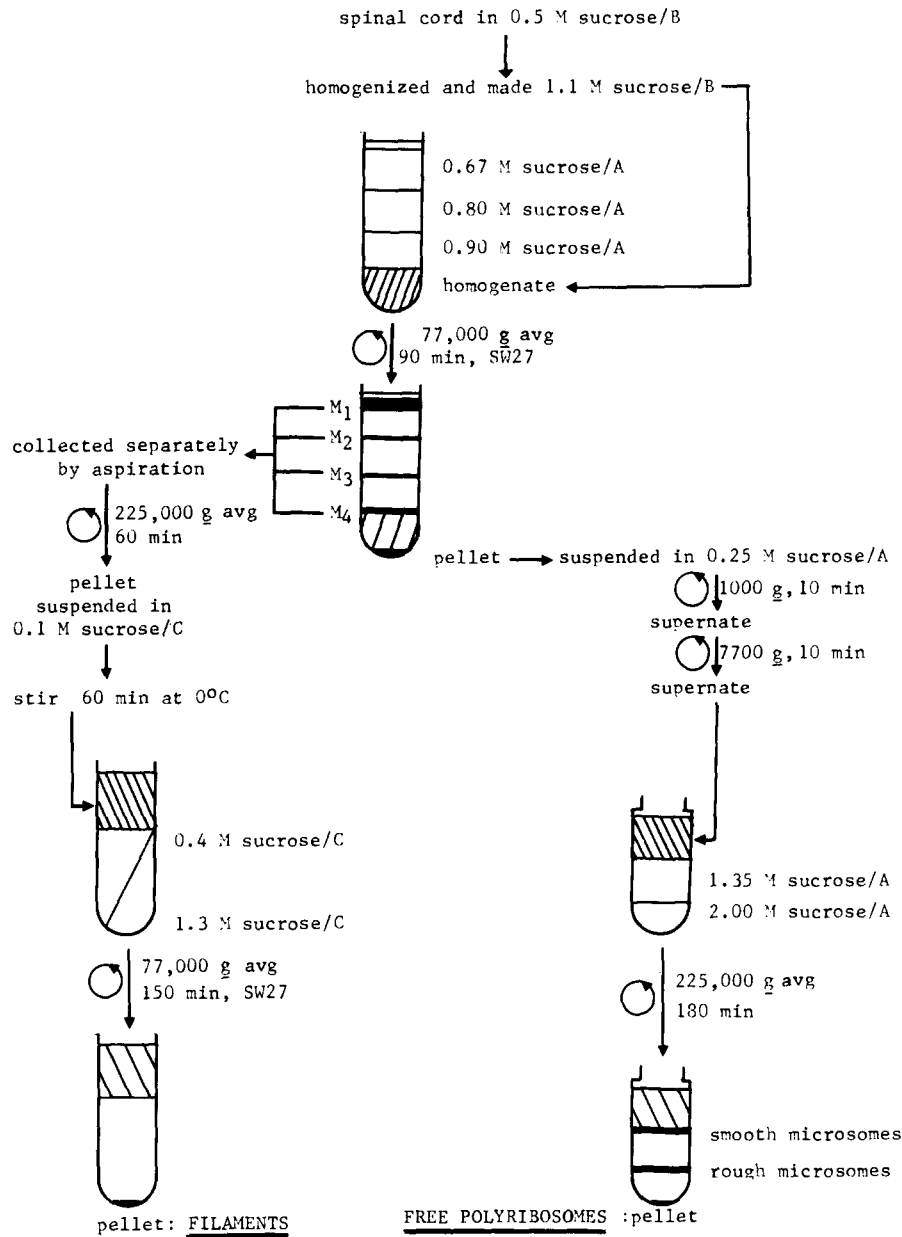 spinal cord in 0.5 M sucrose/B
homogenized and made 1.1 M sucrose/B
0.67 M sucrose/A
0.80 M sucrose/A
0.90 M sucrose/A
homogenate
77,000 g avg
90 min, SW27
M1
M2
M3
M4
collected separately
by aspiration
225,000 g avg
60 min
pellet
suspended in
0.1 M sucrose/C
stir 60 min at 0°C
0.4 M sucrose/C
1.3 M sucrose/C
77,000 g avg
150 min, SW27
pellet: FILAMENTS
pellet
suspended in 0.25 M sucrose/A
1000 g, 10 min
supernate
7700 g, 10 min
supernate
1.35 M sucrose/A
2.00 M sucrose/A
225,000 g avg
180 min
smooth microsomes
rough microsomes
FREE POLYRIBOSOMES :pellet